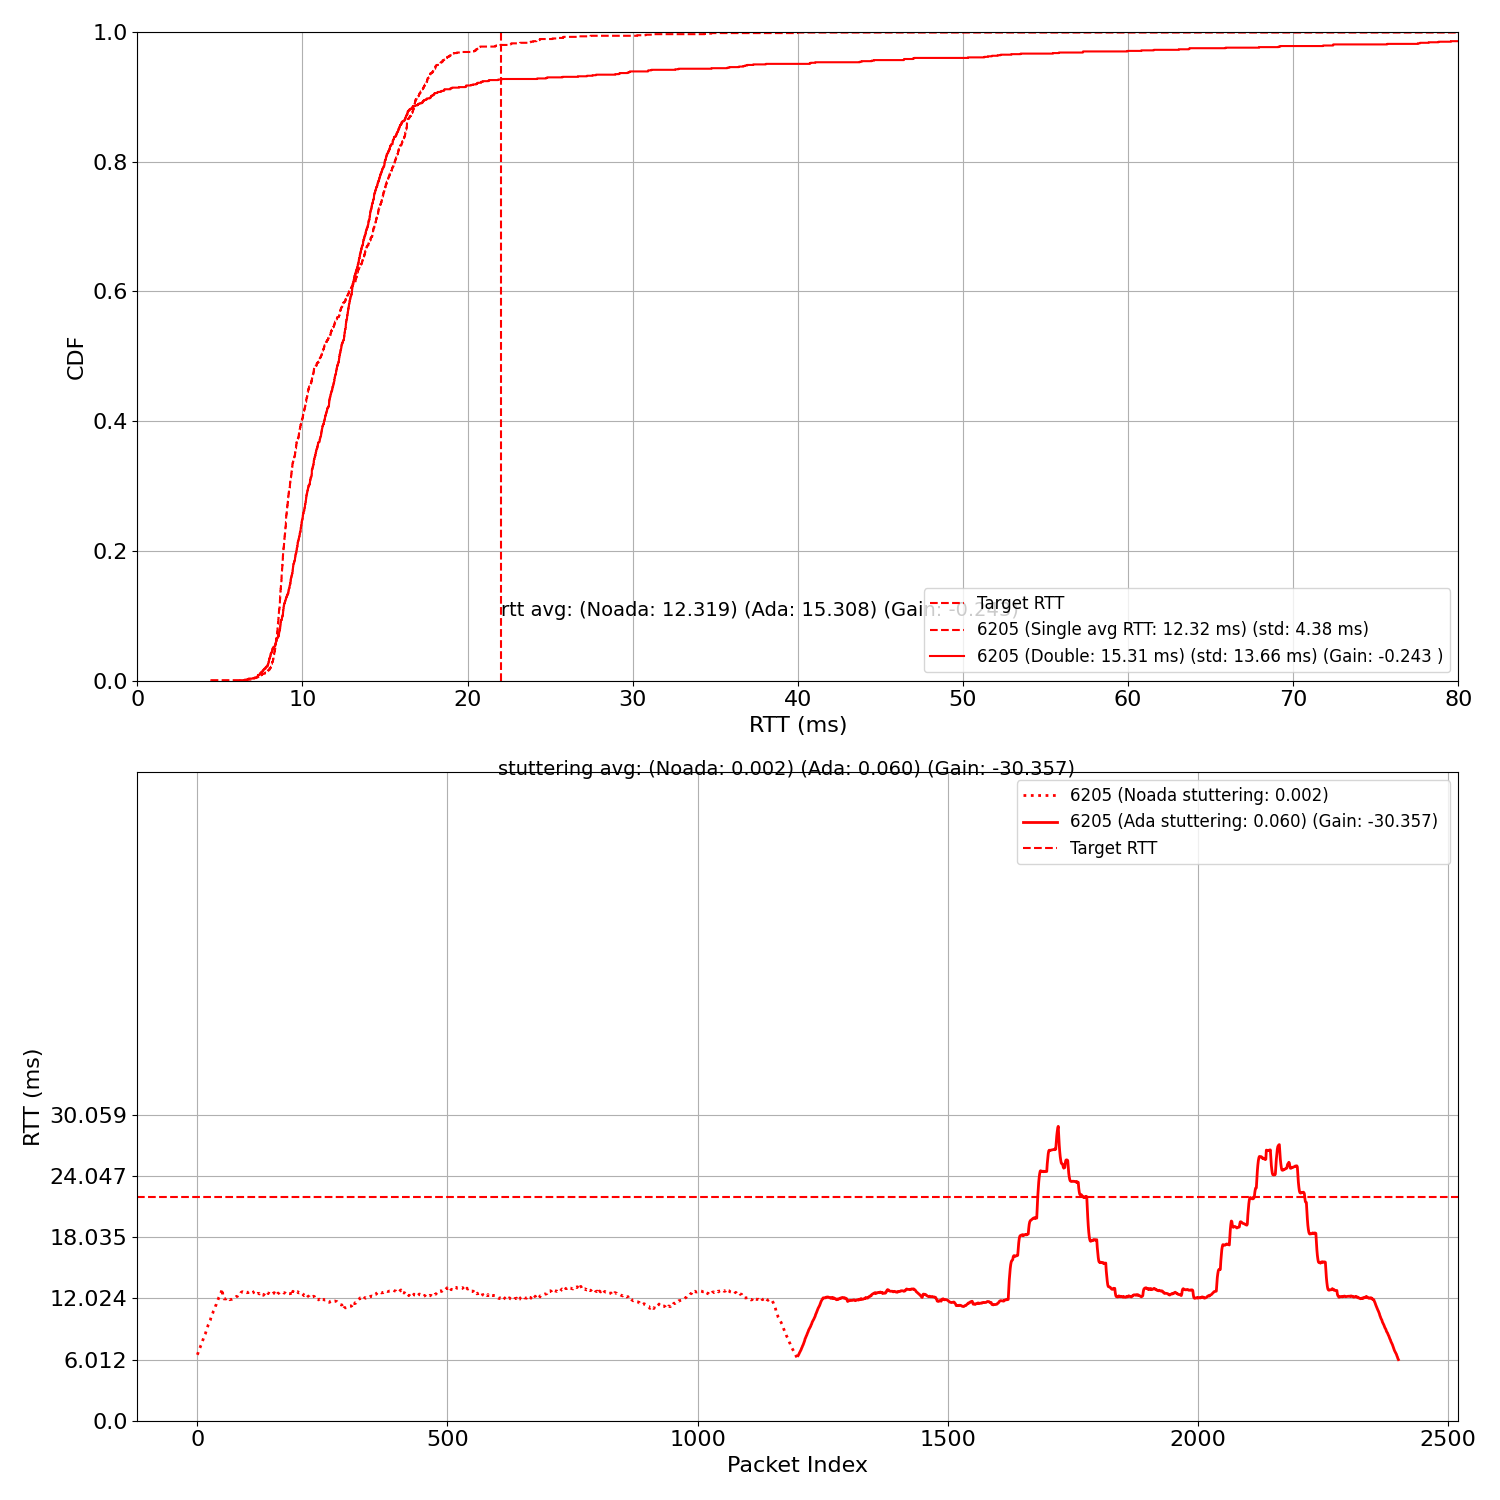 1.0
0.8
0.6
0.4
0.2
0.0
CDF
rtt avg: (Noada: 12.319) (Ada: 15.308) (Gain: -0.243)
Target RTT
6205 (Single avg RTT: 12.32 ms) (std: 4.38 ms)
6205 (Double: 15.31 ms) (std: 13.66 ms) (Gain: -0.243 )
0 10 20 30 40 50 60 70 80
RTT (ms)
stuttering avg: (Noada: 0.002) (Ada: 0.060) (Gain: -30.357)
6205 (Noada stuttering: 0.002)
6205 (Ada stuttering: 0.060) (Gain: -30.357)
Target RTT
30.059
24.047
18.035
12.024
6.012
0.0
RTT (ms)
0 500 1000 1500 2000 2500
Packet Index